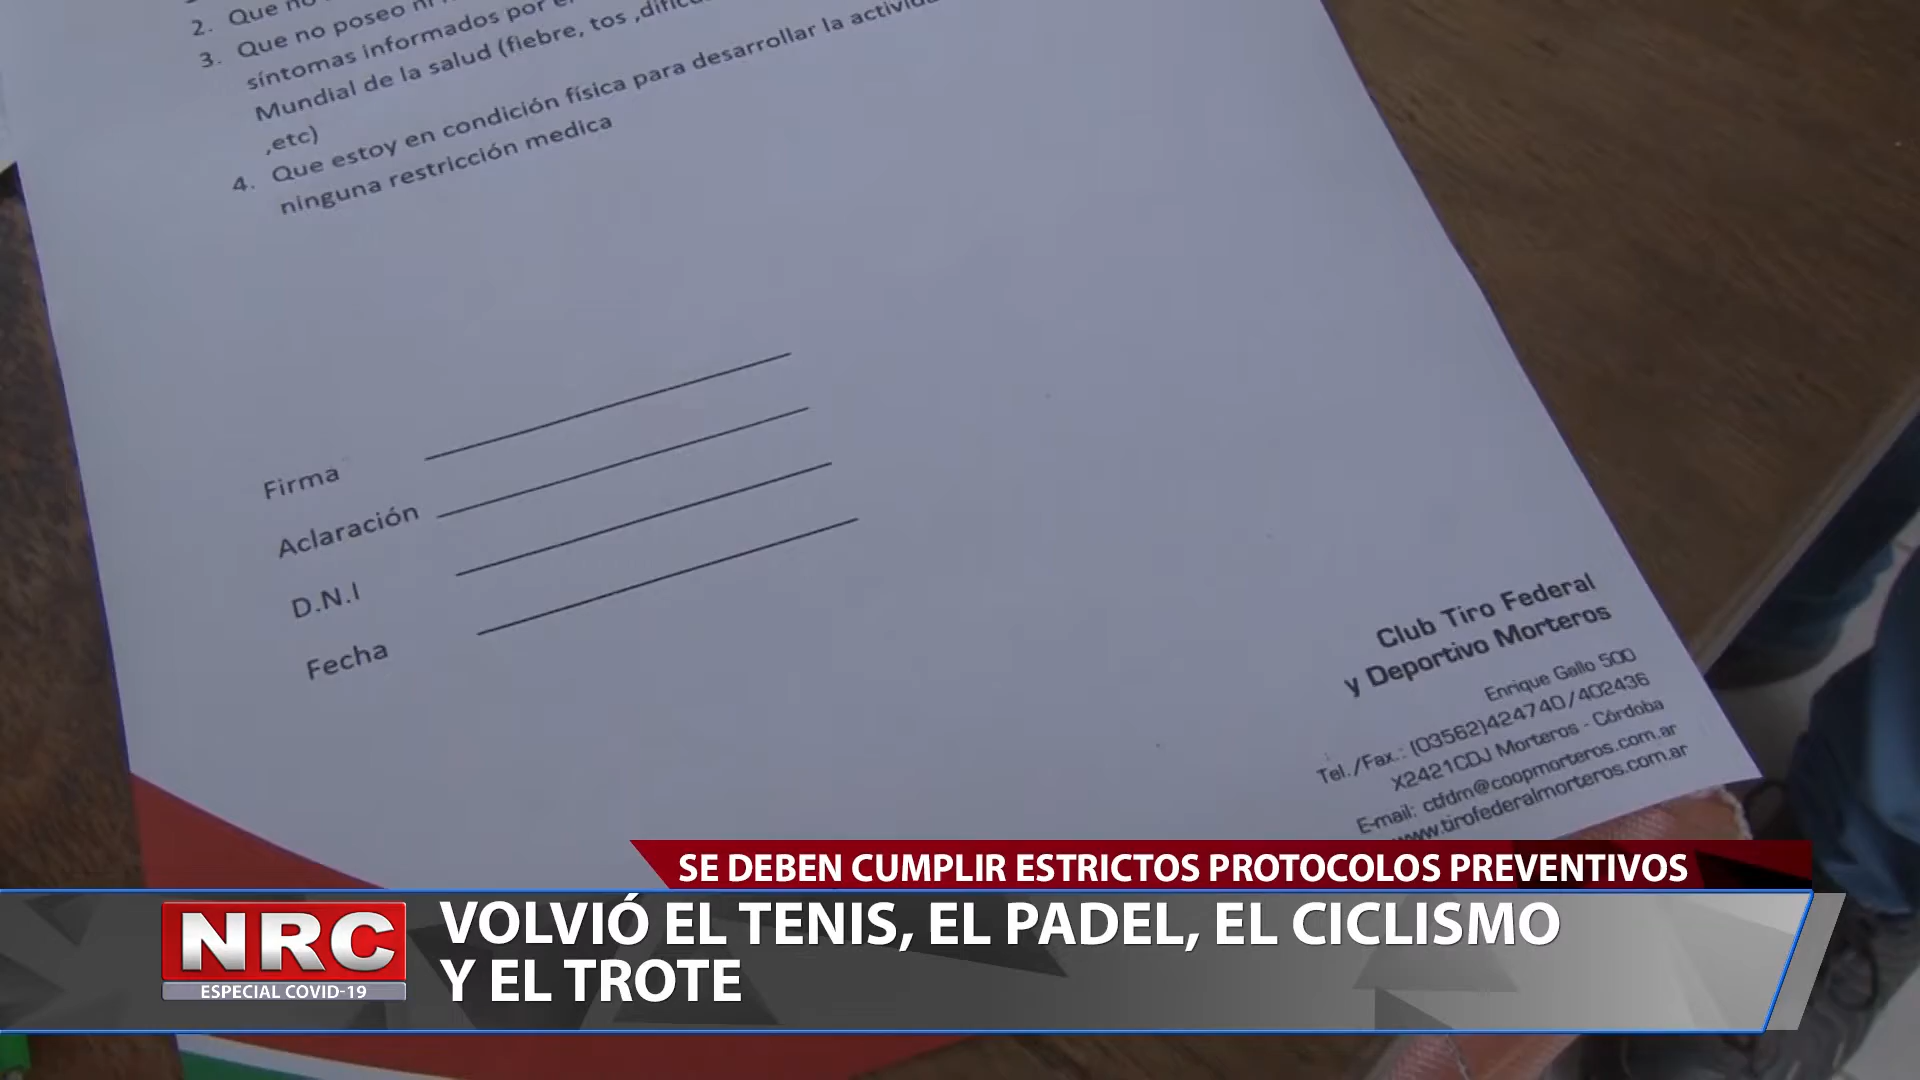 2. Que no
3. Que no poseo ni
síntomas informados por
Mundial de la salud (fiebre, tos ,
,etc)
4. Que estoy en condición física para desarrollar la
ninguna restricción medica
Firma
Aclaración
D.N.I
Fecha
Club Tiro Federal
y Deportivo Morteros
Enrique Gallo 500
Tel./Fax.: (03562)424740/402436
X2421CDJ Morteros - Córdoba
E-mail: ctfdm@coopmorteros.com.ar
www.tirofederalmorteros.com.ar
SE DEBEN CUMPLIR ESTRICTOS PROTOCOLOS PREVENTIVOS
NRC
ESPECIAL COVID-19
VOLVIÓ EL TENIS, EL PADEL, EL CICLISMO
Y EL TROTE